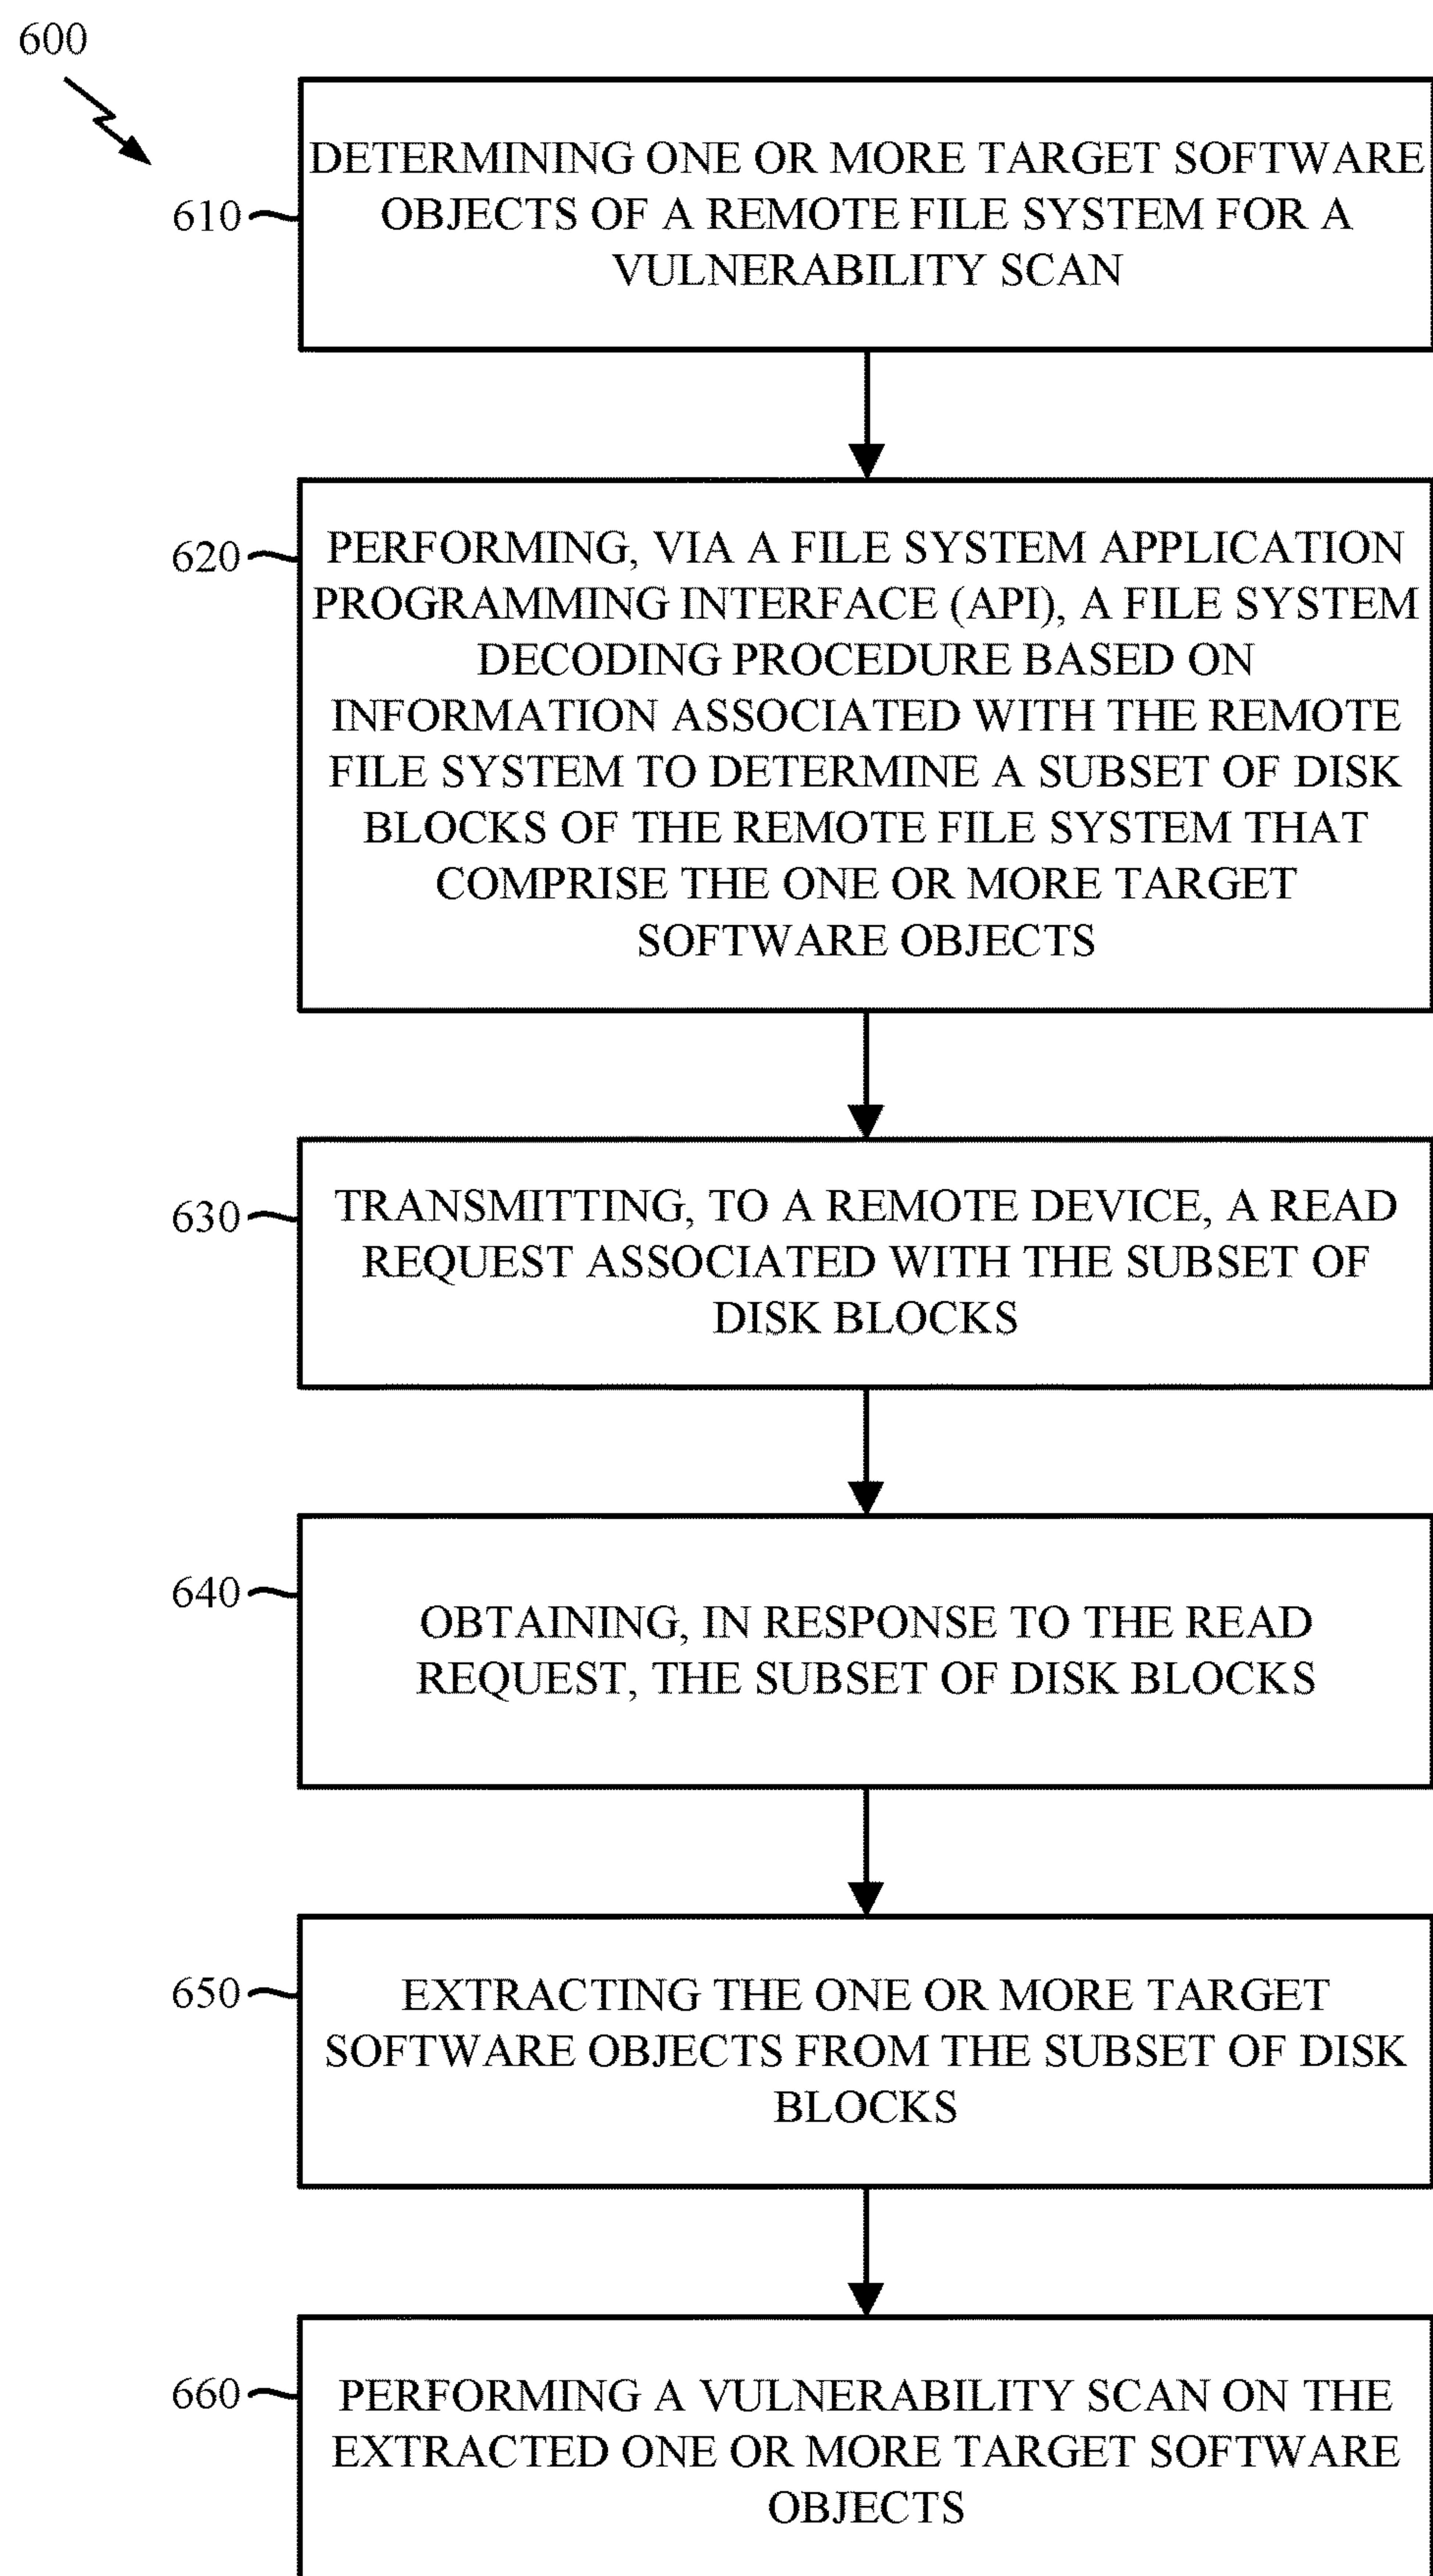 600
610
DETERMINING ONE OR MORE TARGET SOFTWARE
OBJECTS OF A REMOTE FILE SYSTEM FOR A
VULNERABILITY SCAN
620
PERFORMING, VIA A FILE SYSTEM APPLICATION
PROGRAMMING INTERFACE (API), A FILE SYSTEM
DECODING PROCEDURE BASED ON
INFORMATION ASSOCIATED WITH THE REMOTE
FILE SYSTEM TO DETERMINE A SUBSET OF DISK
BLOCKS OF THE REMOTE FILE SYSTEM THAT
COMPRISE THE ONE OR MORE TARGET
SOFTWARE OBJECTS
630
TRANSMITTING, TO A REMOTE DEVICE, A READ
REQUEST ASSOCIATED WITH THE SUBSET OF
DISK BLOCKS
640
OBTAINING, IN RESPONSE TO THE READ
REQUEST, THE SUBSET OF DISK BLOCKS
650
EXTRACTING THE ONE OR MORE TARGET
SOFTWARE OBJECTS FROM THE SUBSET OF DISK
BLOCKS
660
PERFORMING A VULNERABILITY SCAN ON THE
EXTRACTED ONE OR MORE TARGET SOFTWARE
OBJECTS